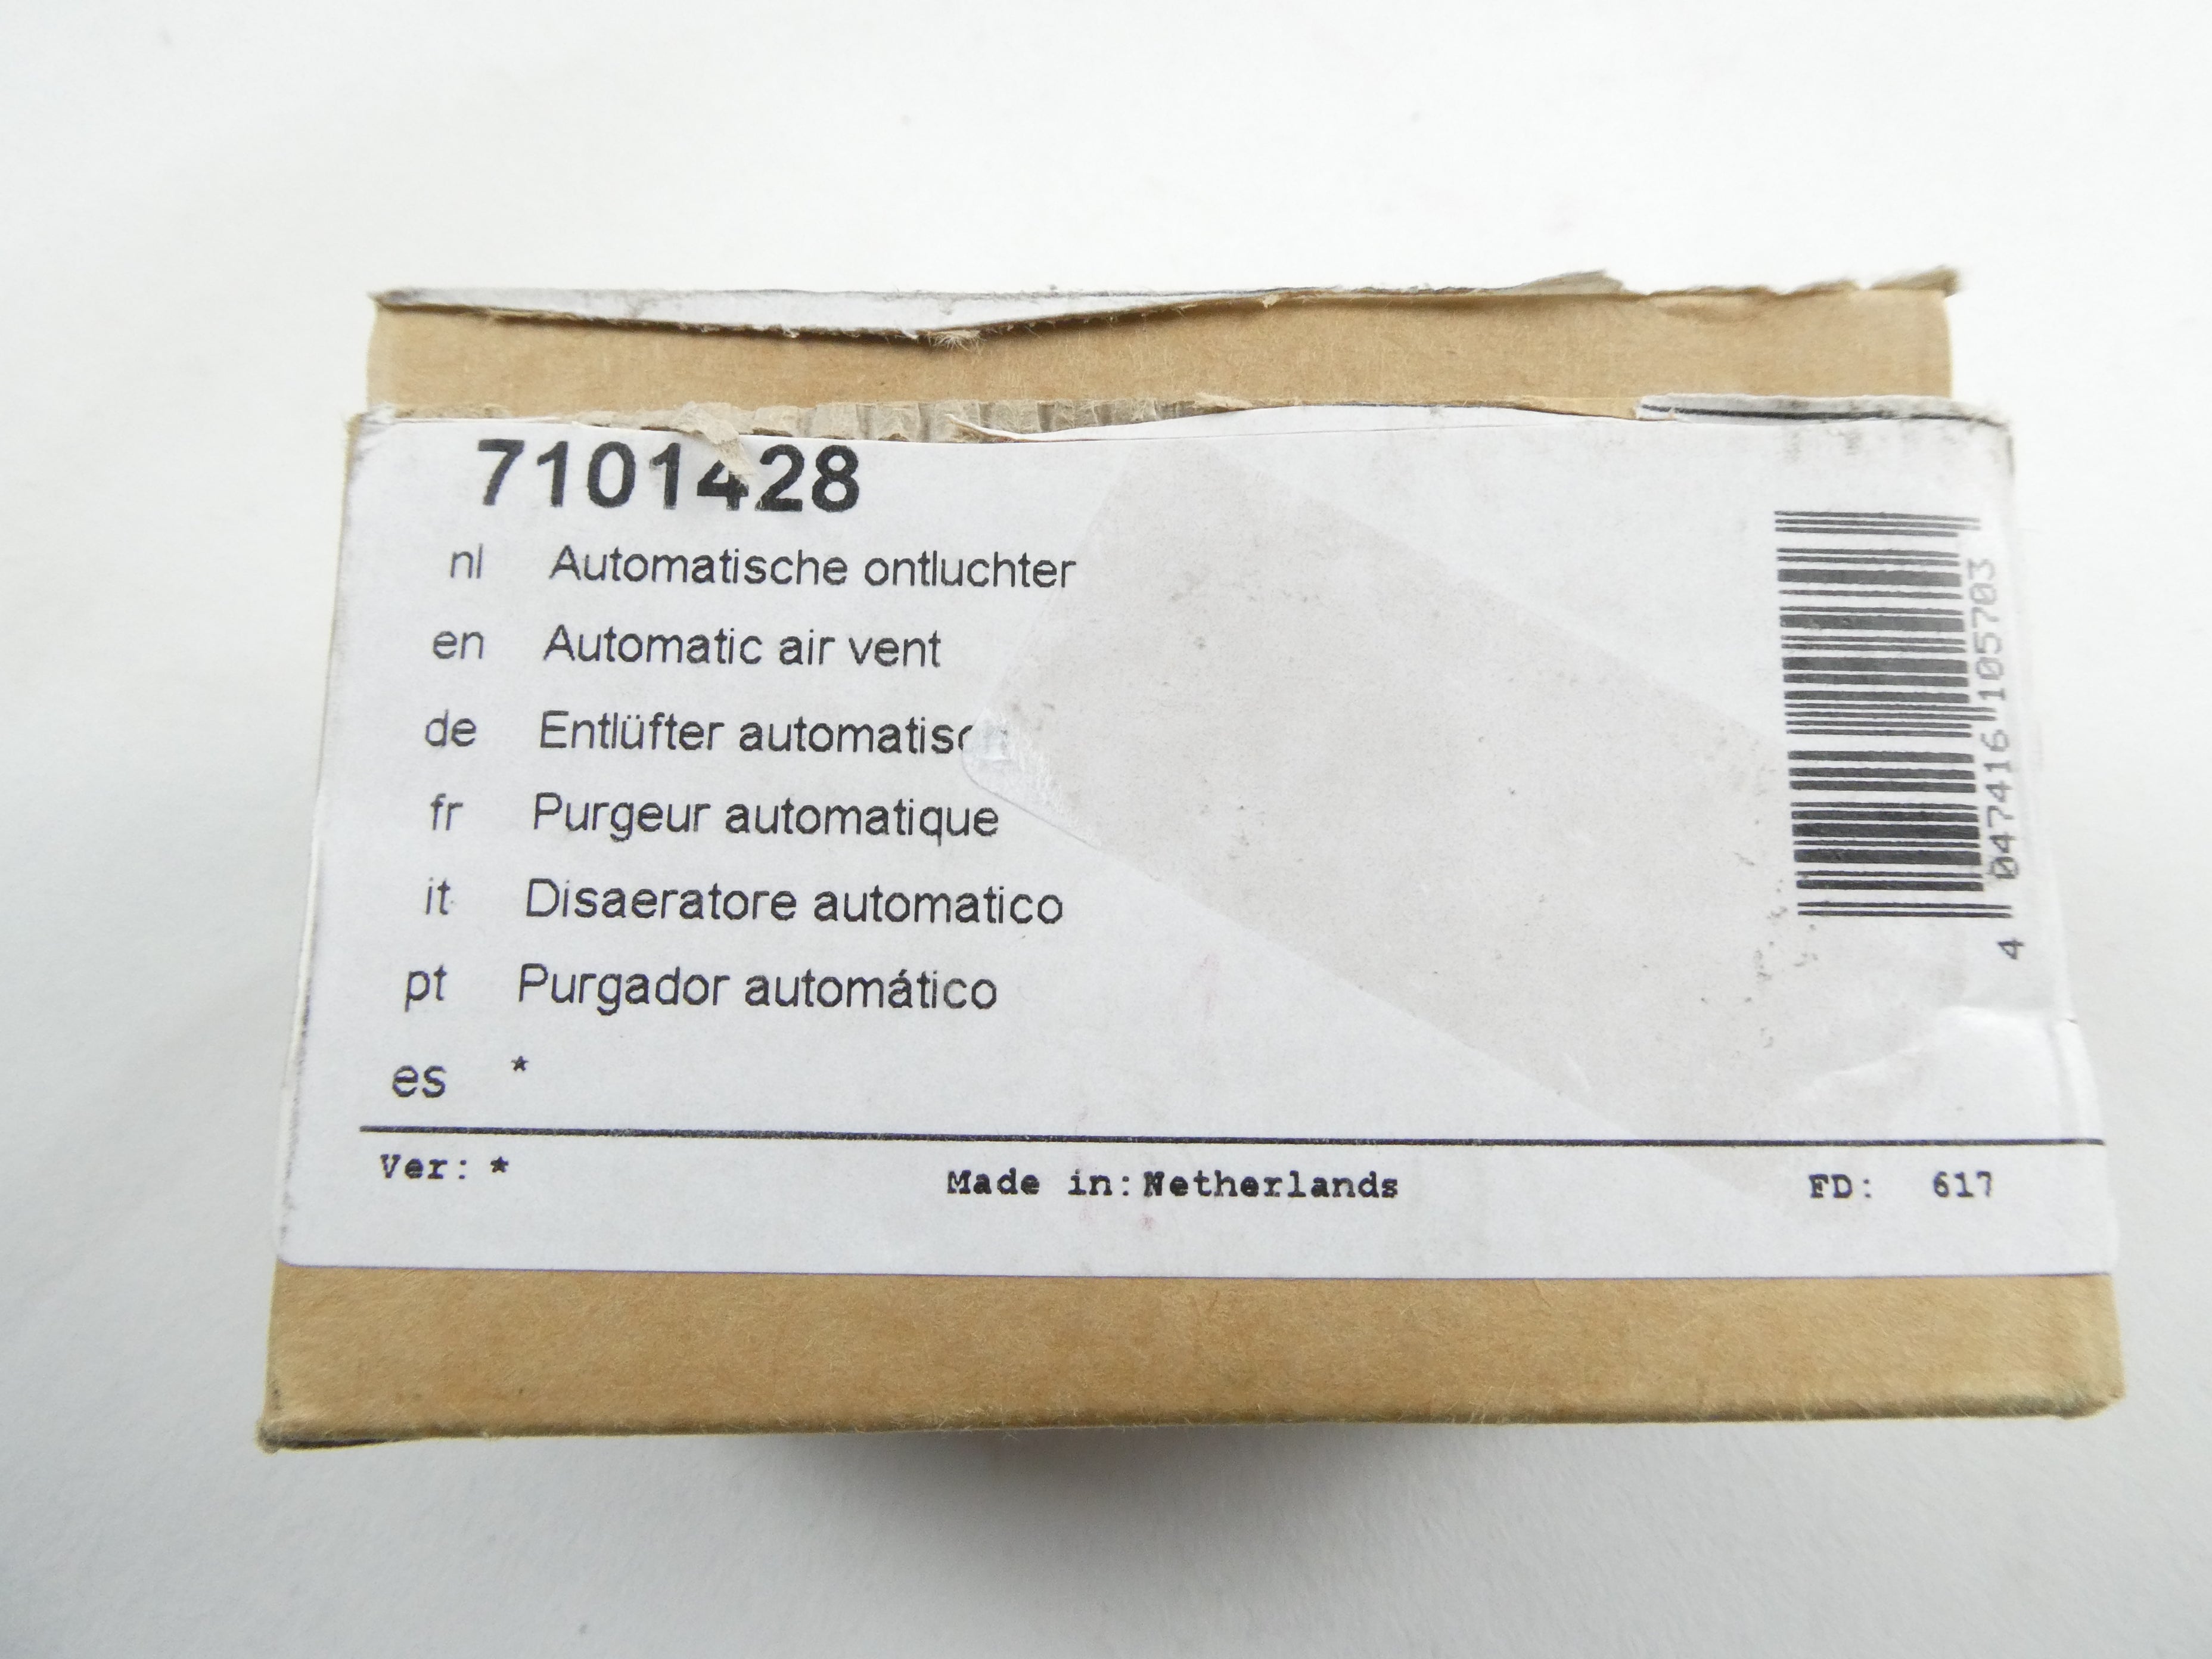 7101428
nl Automatische ontluchter
en Automatic air vent
de Entlüfter
fr Purgeur automatique
it Disaeratore automatico
pt Purgador automático
es *
Ver: * Made in: Netherlands FD: 617
4 047416 105703